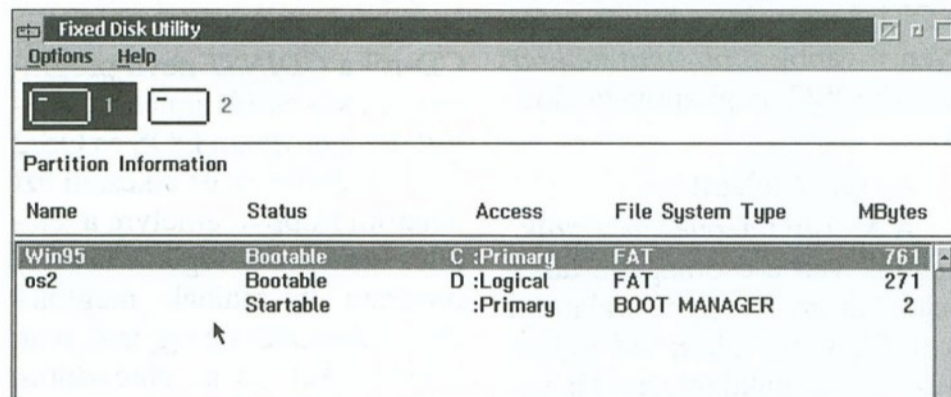 Fixed Disk Utility
Options Help
1 2
Partition Information
Name Status Access File System Type MBytes
Win95 Bootable C :Primary FAT 761
os2 Bootable D :Logical FAT 271
Startable :Primary BOOT MANAGER 2